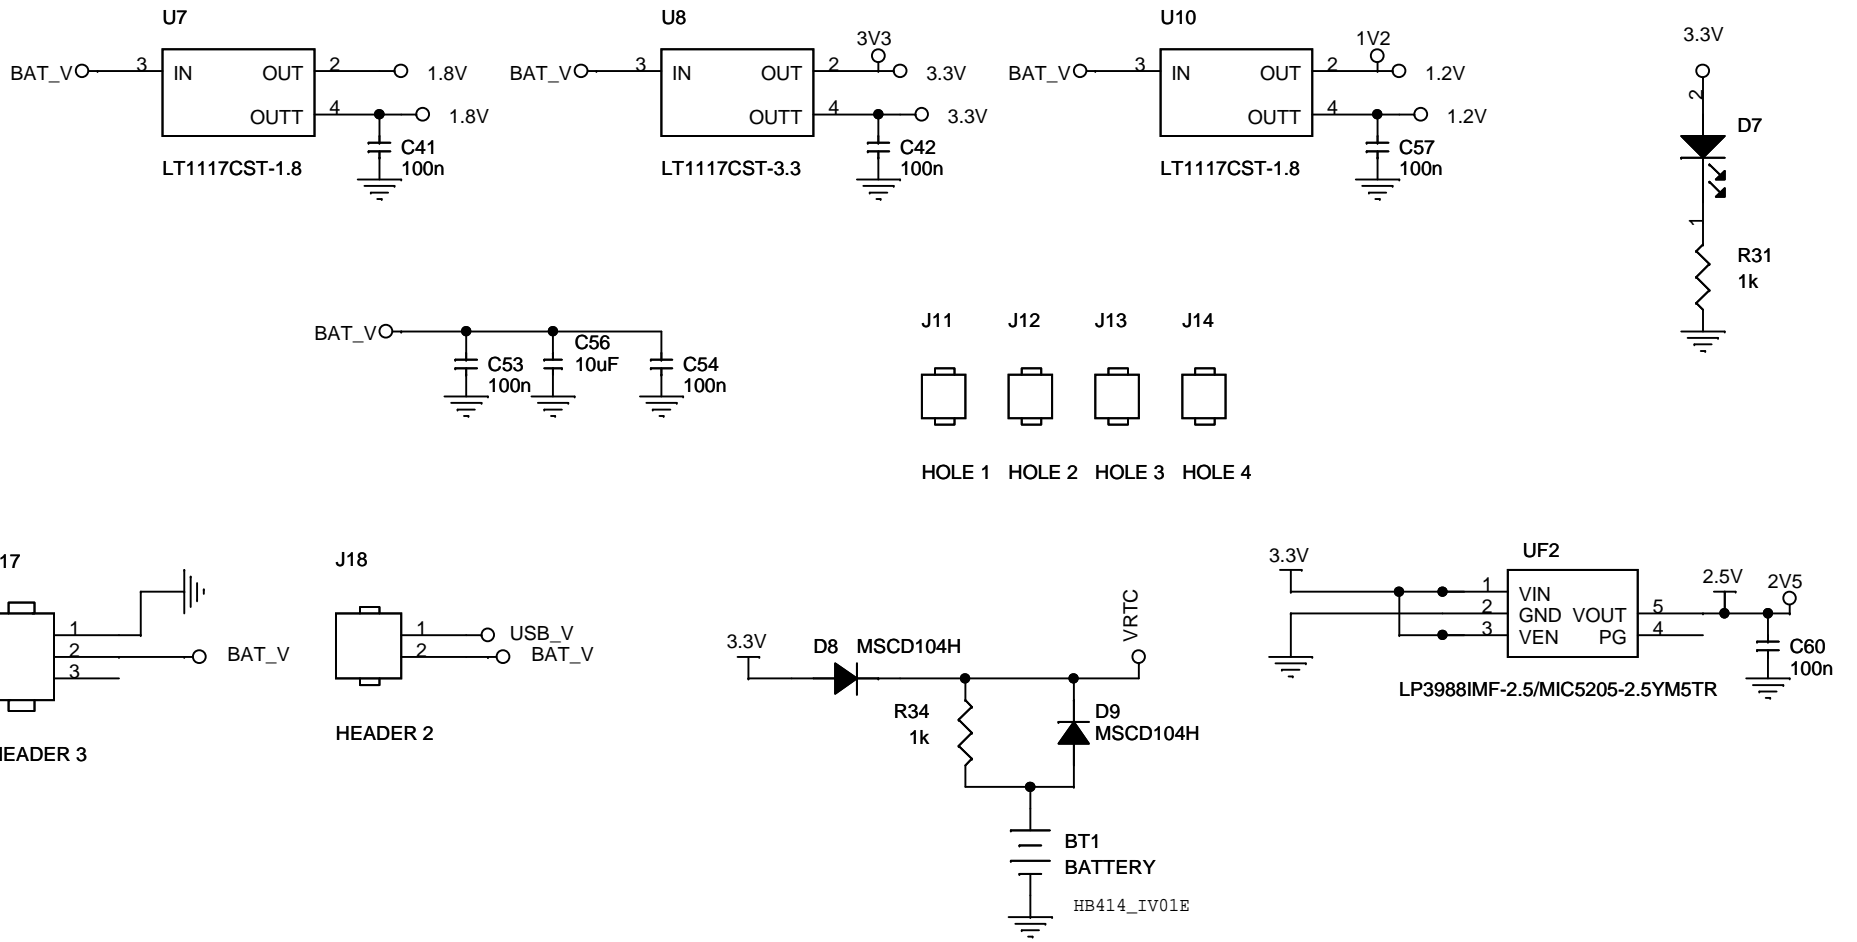 U7
BAT_V
3
IN
OUT
2
1.8V
OUTT
4
1.8V
LT1117CST-1.8
C41
100n
U8
3V3
BAT_V
3
IN
OUT
2
3.3V
OUTT
4
3.3V
LT1117CST-3.3
C42
100n
U10
1V2
BAT_V
3
IN
OUT
2
1.2V
OUTT
4
1.2V
LT1117CST-1.8
C57
100n
3.3V
2
D7
1
R31
1k
BAT_V
C53
100n
C56
10uF
C54
100n
J11
J12
J13
J14
HOLE 1
HOLE 2
HOLE 3
HOLE 4
17
1
2
BAT_V
3
HEADER 3
J18
1
USB_V
2
BAT_V
HEADER 2
3.3V
D8
MSCD104H
VRTC
R34
1k
D9
MSCD104H
BT1
BATTERY
HB414_IV01E
3.3V
UF2
1
VIN
2
GND
VOUT
5
3
VEN
PG
4
2.5V
2V5
C60
100n
LP3988IMF-2.5/MIC5205-2.5YM5TR